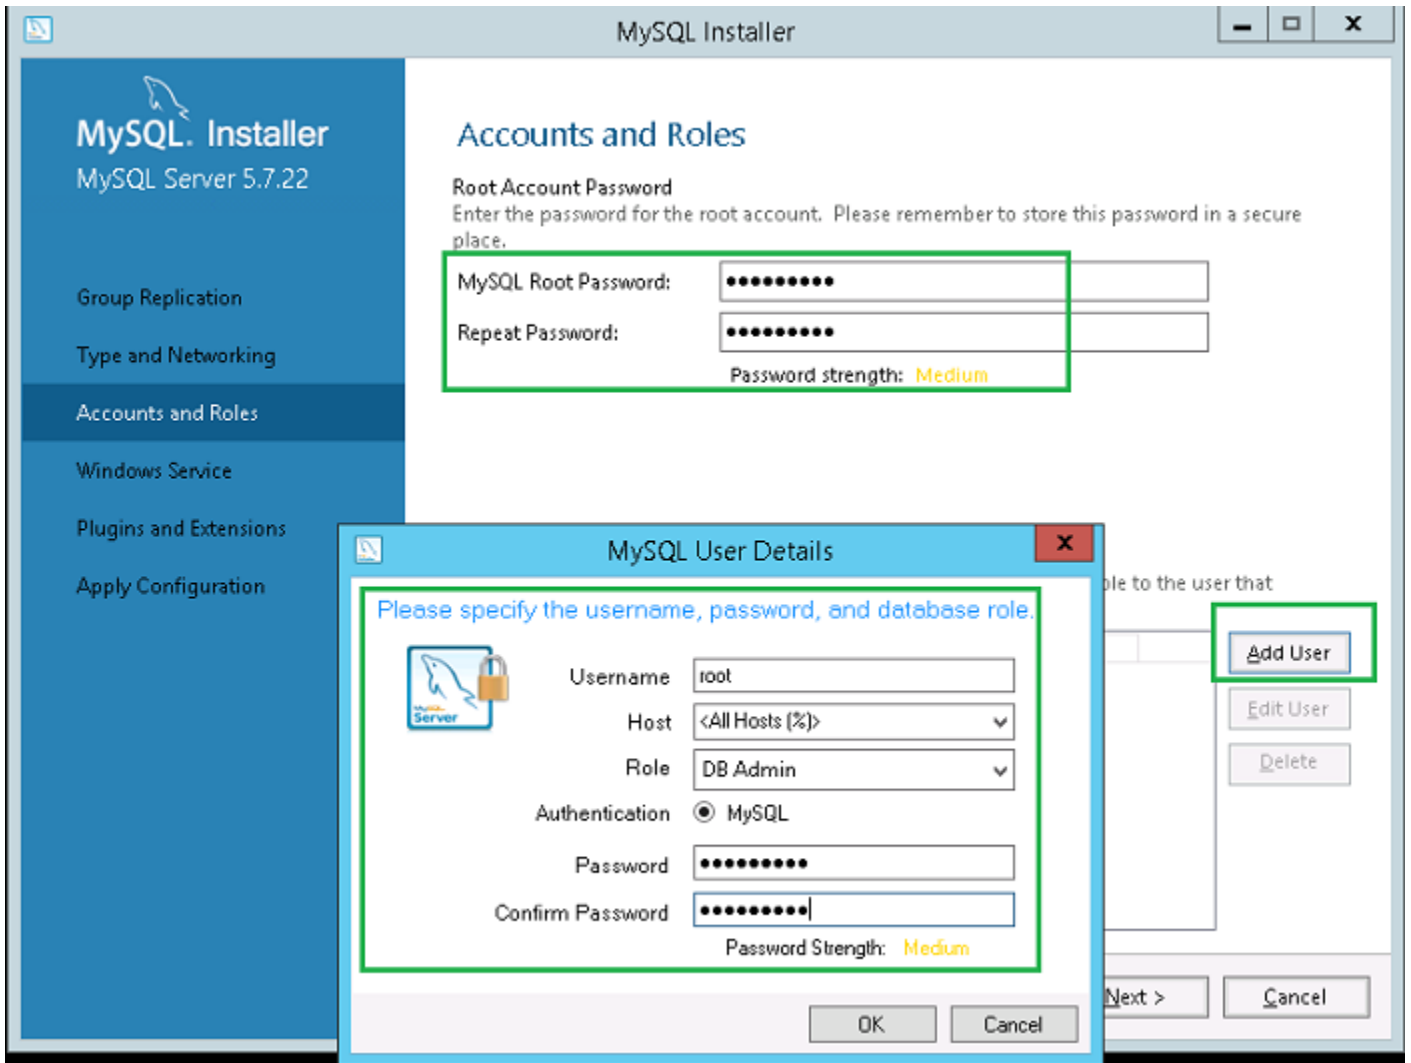 MySQL Installer
MySQL. Installer
MySQL Server 5.7.22
Group Replication
Type and Networking
Accounts and Roles
Windows Service
Plugins and Extensions
Apply Configuration
Accounts and Roles
Root Account Password
Enter the password for the root account. Please remember to store this password in a secure
place.
MySQL Root Password: ●●●●●●●●●
Repeat Password: ●●●●●●●●●
Password strength: Medium
to the user that
Add User
Edit User
Delete
Next >
Cancel
MySQL User Details
Please specify the username, password, and database role.
MySQL
Server
Username root
Host <All Hosts (%)>
Role DB Admin
Authentication MySQL
Password ●●●●●●●●●
Confirm Password ●●●●●●●●●
Password Strength: Medium
OK
Cancel